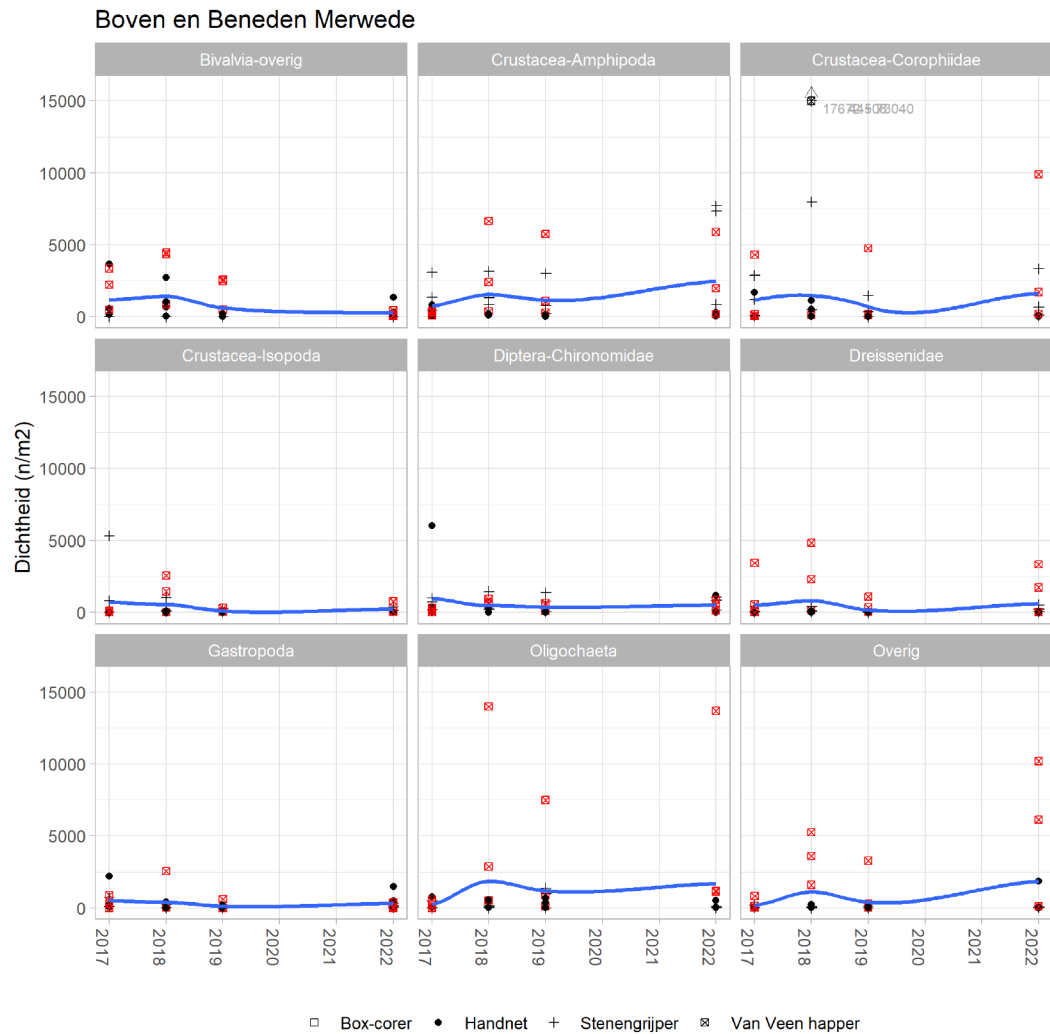 Boven en Beneden Merwede
Bivalvia-overig Crustacea-Amphipoda Crustacea-Corophiidae
15000
10000
5000
0
Crustacea-Isopoda Diptera-Chironomidae Dreissenidae
15000
10000
5000
0
Dichtheid (n/m2)
Gastropoda Oligochaeta Overig
15000
10000
5000
0
2017 2018 2019 2020 2021 2022 2017 2018 2019 2020 2021 2022 2017 2018 2019 2020 2021 2022
Box-corer Handnet Stenengrijper Van Veen happer